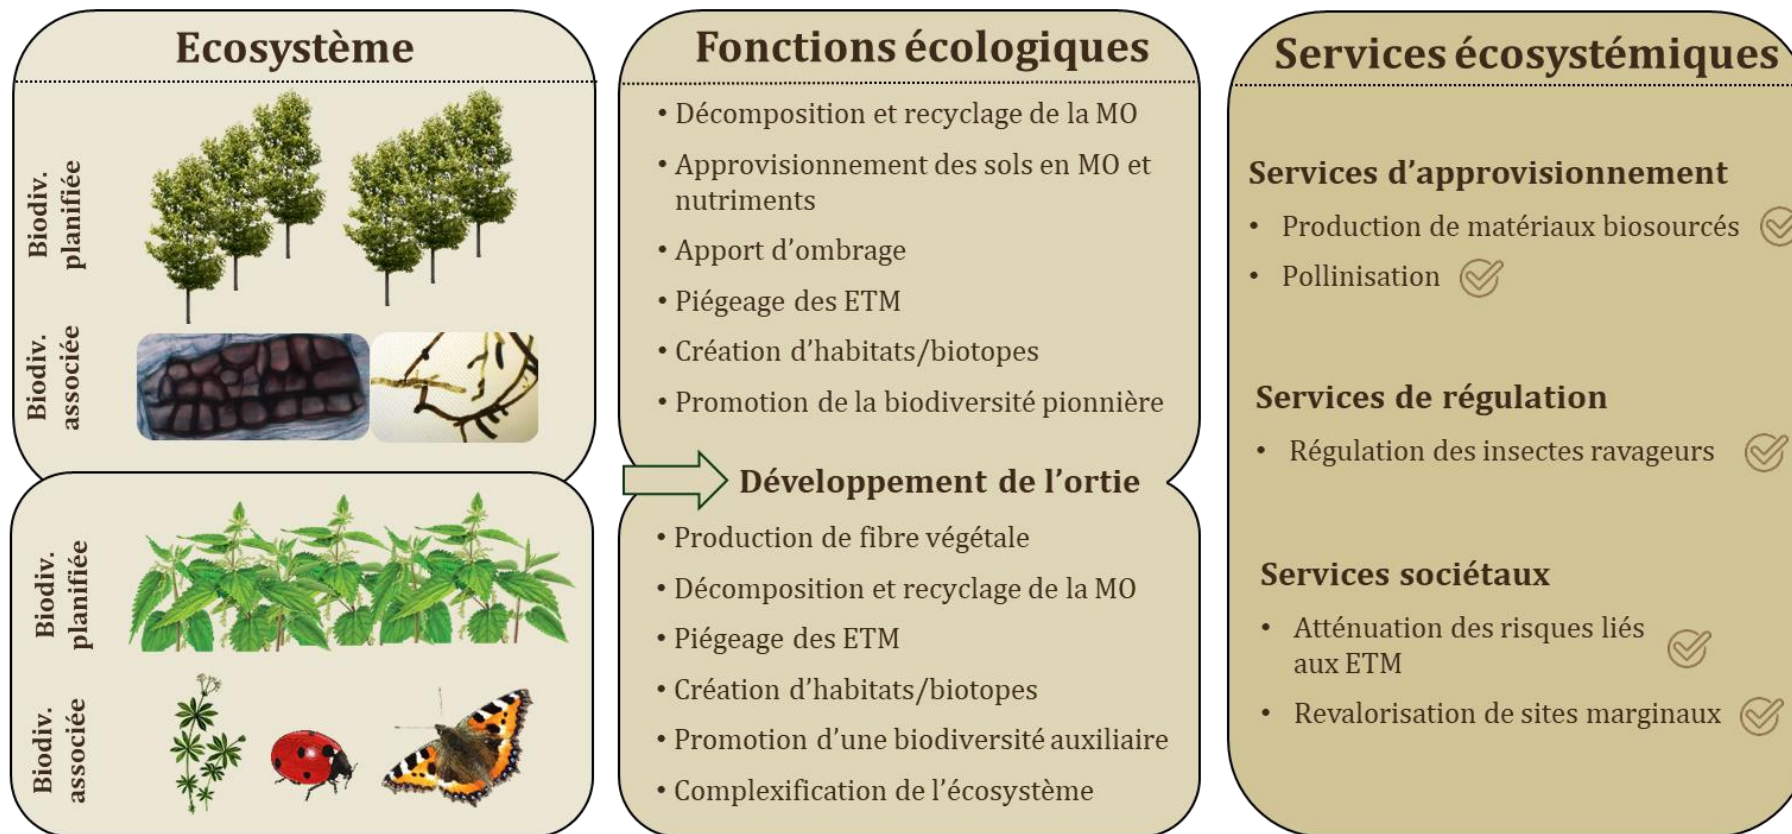 Ecosystème
Biodiv.
planifiée
Biodiv.
associée
Biodiv.
planifiée
Biodiv.
associée
Fonctions écologiques
• Décomposition et recyclage de la MO
• Approvisionnement des sols en MO et
nutriments
• Apport d’ombrage
• Piégeage des ETM
• Création d’habitats/biotopes
• Promotion de la biodiversité pionnière
Développement de l’ortie
• Production de fibre végétale
• Décomposition et recyclage de la MO
• Piégeage des ETM
• Création d’habitats/biotopes
• Promotion d’une biodiversité auxiliaire
• Complexification de l’écosystème
Services écosystémiques
Services d’approvisionnement
• Production de matériaux biosourcés
• Pollinisation
Services de régulation
• Régulation des insectes ravageurs
Services sociétaux
• Atténuation des risques liés
aux ETM
• Revalorisation de sites marginaux